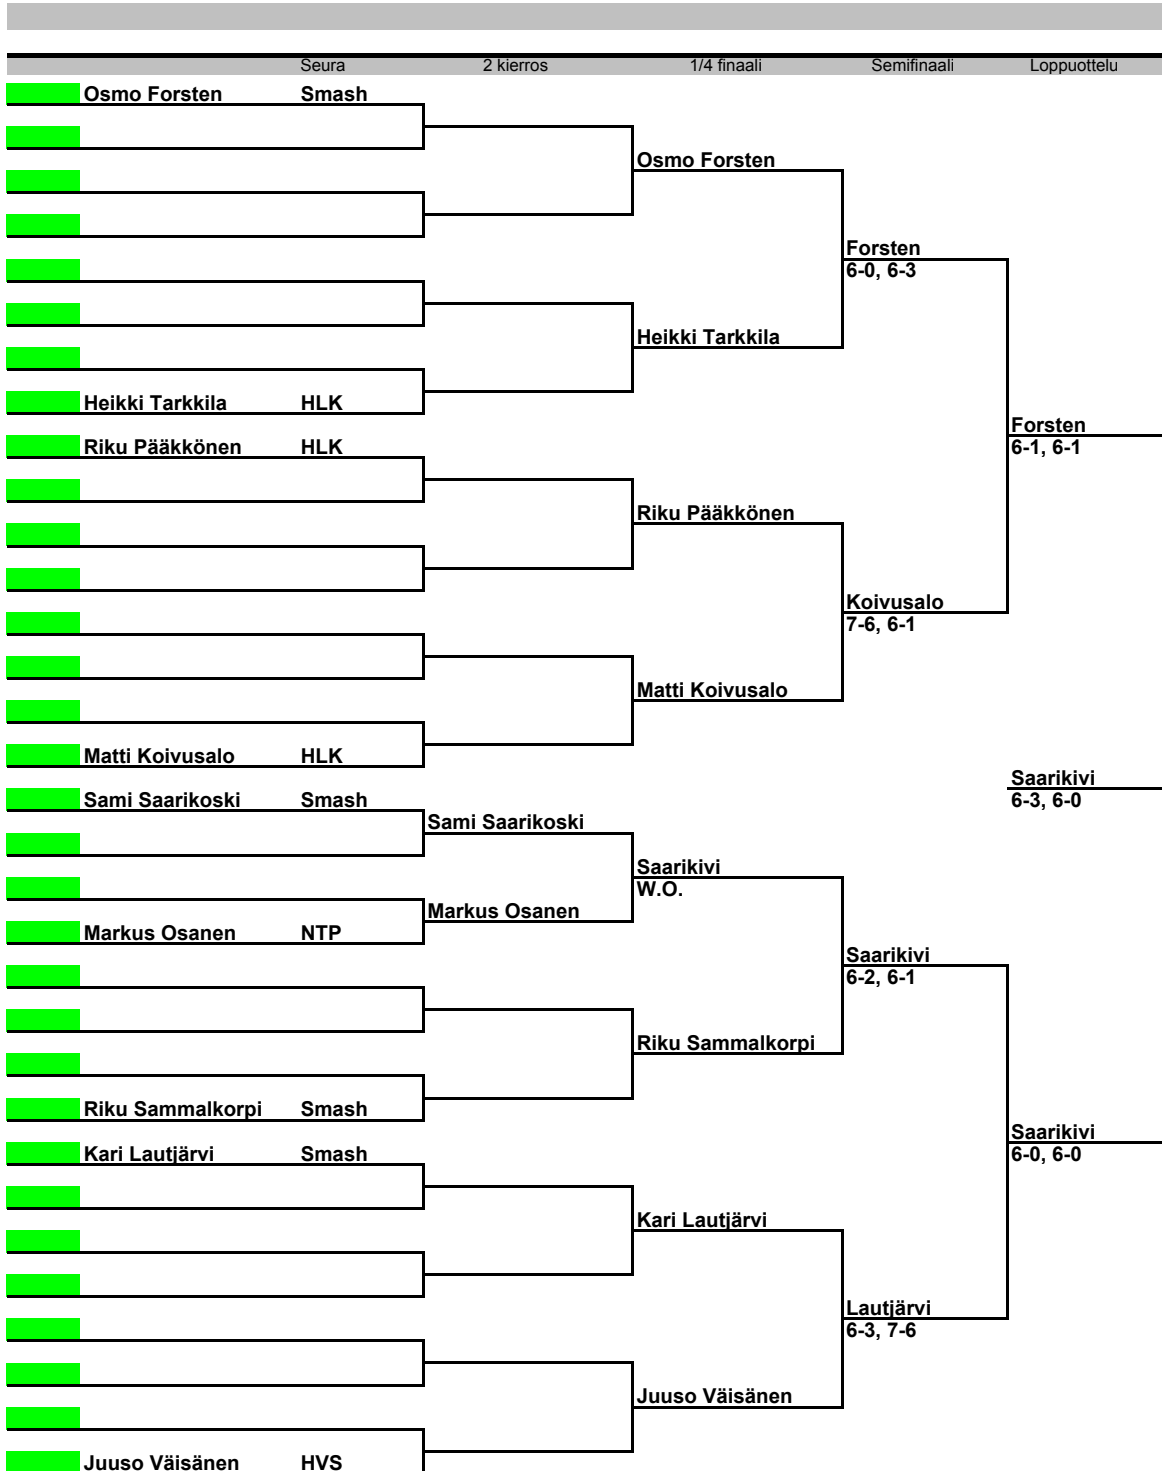 Seura 2 kierros 1/4 finaali Semifinaali Loppuottelu
Osmo Forsten Smash
Osmo Forsten
Forsten
6-0, 6-3
Heikki Tarkkila
Heikki Tarkkila HLK
Forsten
Riku Pääkkönen HLK
6-1, 6-1
Riku Pääkkönen
Koivusalo
7-6, 6-1
Matti Koivusalo
Matti Koivusalo HLK
Saarikivi
Sami Saarikoski Smash
6-3, 6-0
Sami Saarikoski
Saarikivi
W.O.
Markus Osanen
Markus Osanen NTP
Saarikivi
6-2, 6-1
Riku Sammalkorpi
Riku Sammalkorpi Smash
Saarikivi
Kari Lautjärvi Smash
6-0, 6-0
Kari Lautjärvi
Lautjärvi
6-3, 7-6
Juuso Väisänen
Juuso Väisänen HVS